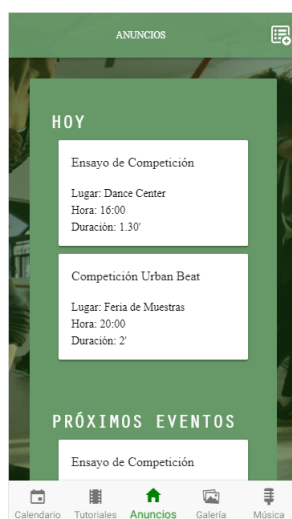 ANUNCIOS
HOY
Ensayo de Competición
Lugar: Dance Center
Hora: 16:00
Duración: 1.30'
Competición Urban Beat
Lugar: Feria de Muestras
Hora: 20:00
Duración: 2'
PRÓXIMOS EVENTOS
Ensayo de Competición
Calendario Tutoriales Anuncios Galería Música